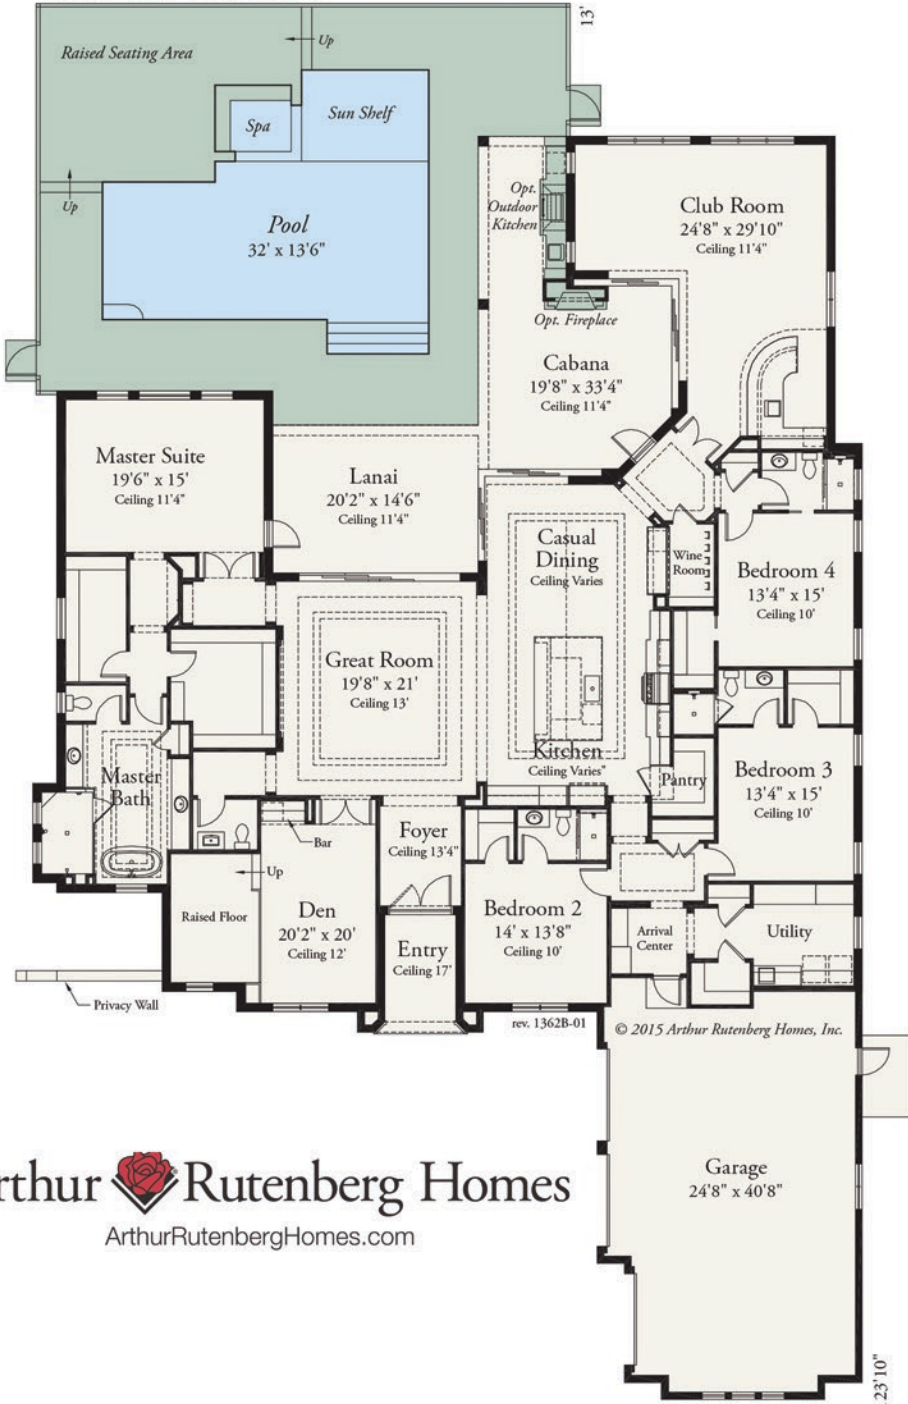 13'
Raised Seating Area
Up
Spa
Sun Shelf
Up
Pool
32' x 13'6"
Opt.
Outdoor
Kitchen
Club Room
24'8" x 29'10"
Ceiling 11'4"
Opt. Fireplace
Cabana
19'8" x 33'4"
Ceiling 11'4"
Master Suite
19'6" x 15'
Ceiling 11'4"
Lanai
20'2" x 14'6"
Ceiling 11'4"
Casual
Dining
Ceiling Varies
Wine
Room
Bedroom 4
13'4" x 15'
Ceiling 10'
Great Room
19'8" x 21'
Ceiling 13'
Kitchen
Ceiling Varies"
Pantry
Bedroom 3
13'4" x 15'
Ceiling 10'
Master
Bath
Bar
Foyer
Ceiling 13'4"
Up
Raised Floor
Den
20'2" x 20'
Ceiling 12'
Entry
Ceiling 17'
Bedroom 2
14' x 13'8"
Ceiling 10'
Arrival
Center
Utility
Privacy Wall
rev. 1362B-01
© 2015 Arthur Rutenberg Homes, Inc.
Garage
24'8" x 40'8"
rthur Rutenberg Homes
ArthurRutenbergHomes.com
23'10"